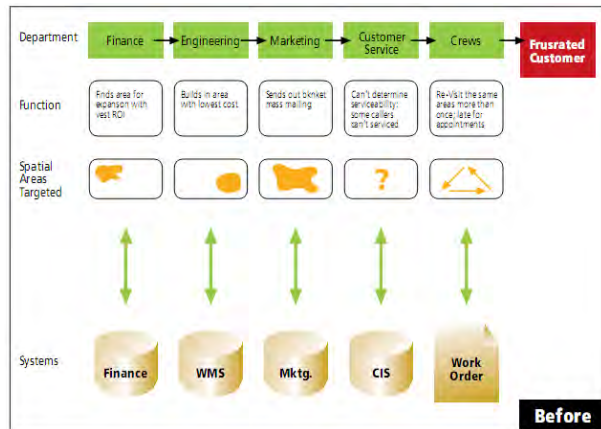 Department
Finance
Engineering
Marketing
Customer
Service
Crews
Frusrated
Customer
Function
Finds area for
expanson with
vest ROI
Builds in area
with lowest cost
Sends out bknket
mass mailing
Can't determine
serviceability:
some callers
can't serviced
Re-Visit the same
areas more than
once; late for
appointments
Spatial
Areas
Targeted
?
Systems
Finance
WMS
Mktg.
CIS
Work
Order
Before